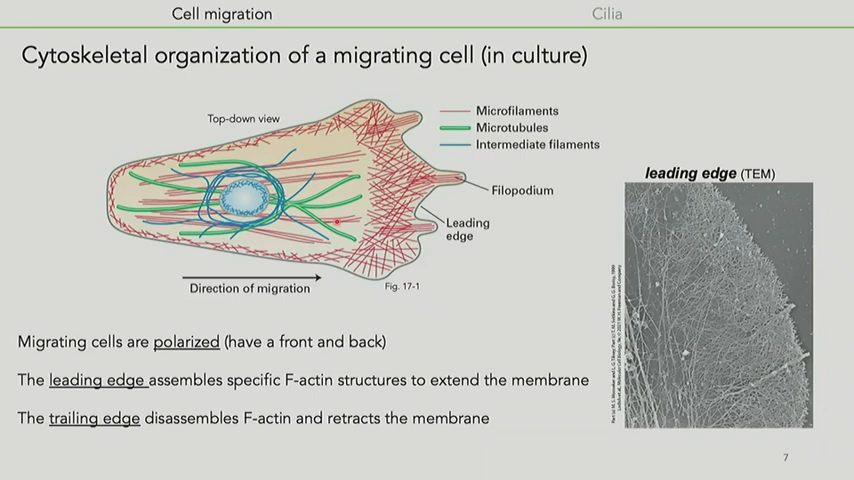 Cell migration
Cilia
Cytoskeletal organization of a migrating cell (in culture)
Top-down view
Microfilaments
Microtubules
Intermediate filaments
leading edge (TEM)
Filopodium
Leading
edge
Direction of migration
Fig. 17-1
Migrating cells are polarized (have a front and back)
The leading edge assembles specific F-actin structures to extend the membrane
The trailing edge disassembles F-actin and retracts the membrane
7